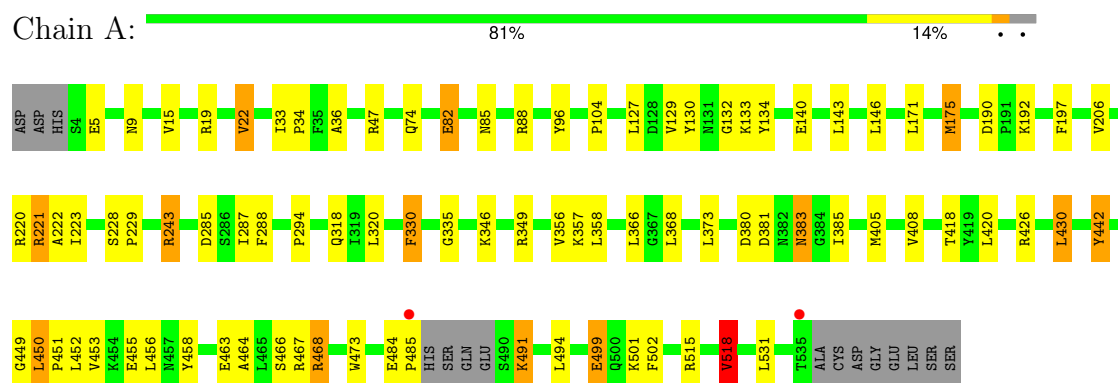 Chain A:
81% 14% • •
ASP ASP HIS S4 E5 N9 V15 R19 V22 I33 P34 F35 A36 R47 Q74 E82 N85 R88 Y96 P104 L127 D128 V129 Y130 N131 G132 K133 Y134 E140 L143 L146 L171 M175 D190 P191 K192 F197 V206
R220 R221 A222 I223 S228 P229 R243 D285 S286 I287 F288 P294 Q318 I319 L320 F330 G335 K346 R349 V356 K357 L358 L366 G367 L368 L373 D380 D381 N382 N383 G384 I385 M405 V408 T418 Y419 L420 R426 L430 Y442
G449 L450 P451 L452 V453 K454 E455 L456 N457 Y458 E463 A464 L465 S466 R467 R468 W473 E484 P485 HIS SER GLN GLU S490 K491 L494 E499 Q500 K501 F502 R515 V518 L531 T535 ALA CYS ASP GLY GLU LEU SER SER